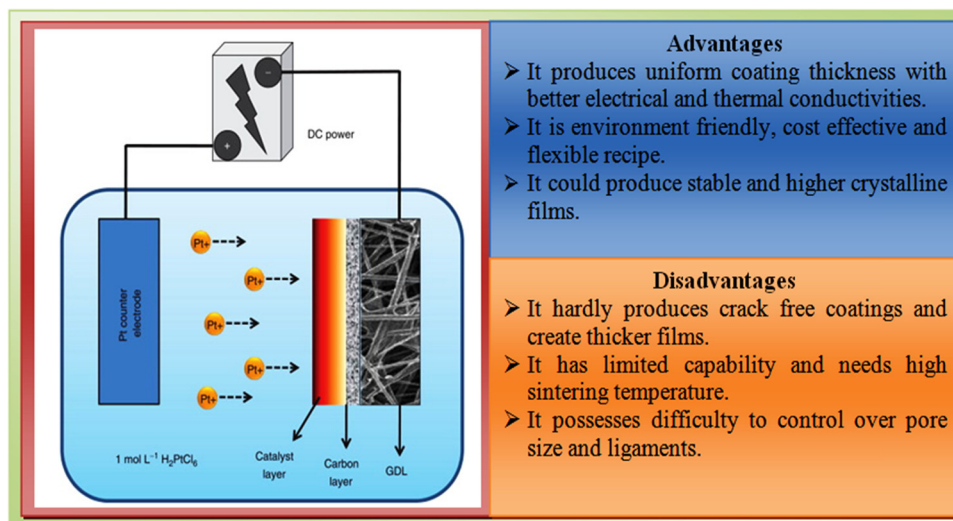 −
+
DC power
Pt counter
electrode
Pt+
Pt+
Pt+
Pt+
Pt+
1 mol L⁻¹ H₂PtCl₆
Catalyst
layer
Carbon
layer
GDL
Advantages
➢ It produces uniform coating thickness with
better electrical and thermal conductivities.
➢ It is environment friendly, cost effective and
flexible recipe.
➢ It could produce stable and higher crystalline
films.
Disadvantages
➢ It hardly produces crack free coatings and
create thicker films.
➢ It has limited capability and needs high
sintering temperature.
➢ It possesses difficulty to control over pore
size and ligaments.